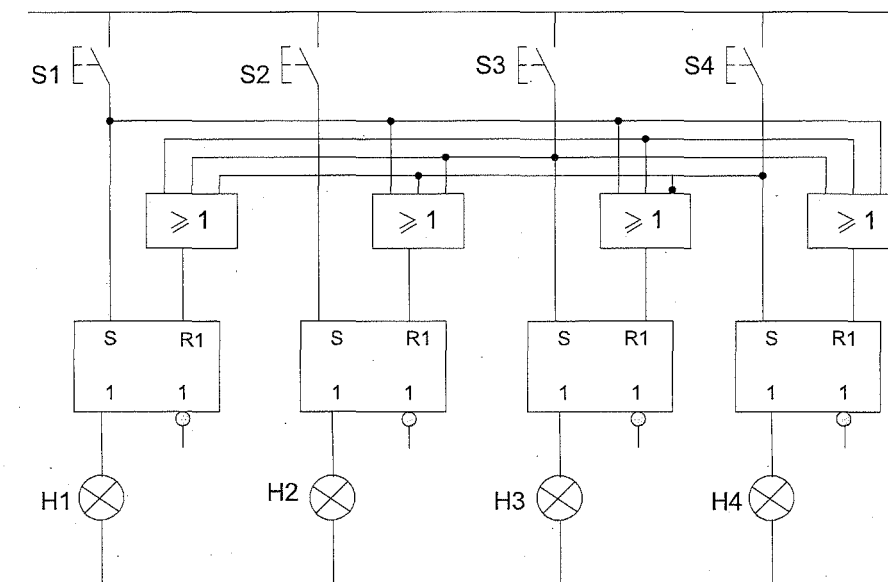 S1 S2 S3 S4
≥ 1 ≥ 1 ≥ 1 ≥ 1
S R1 S R1 S R1 S R1
1 1 1 1 1 1 1 1
H1 H2 H3 H4